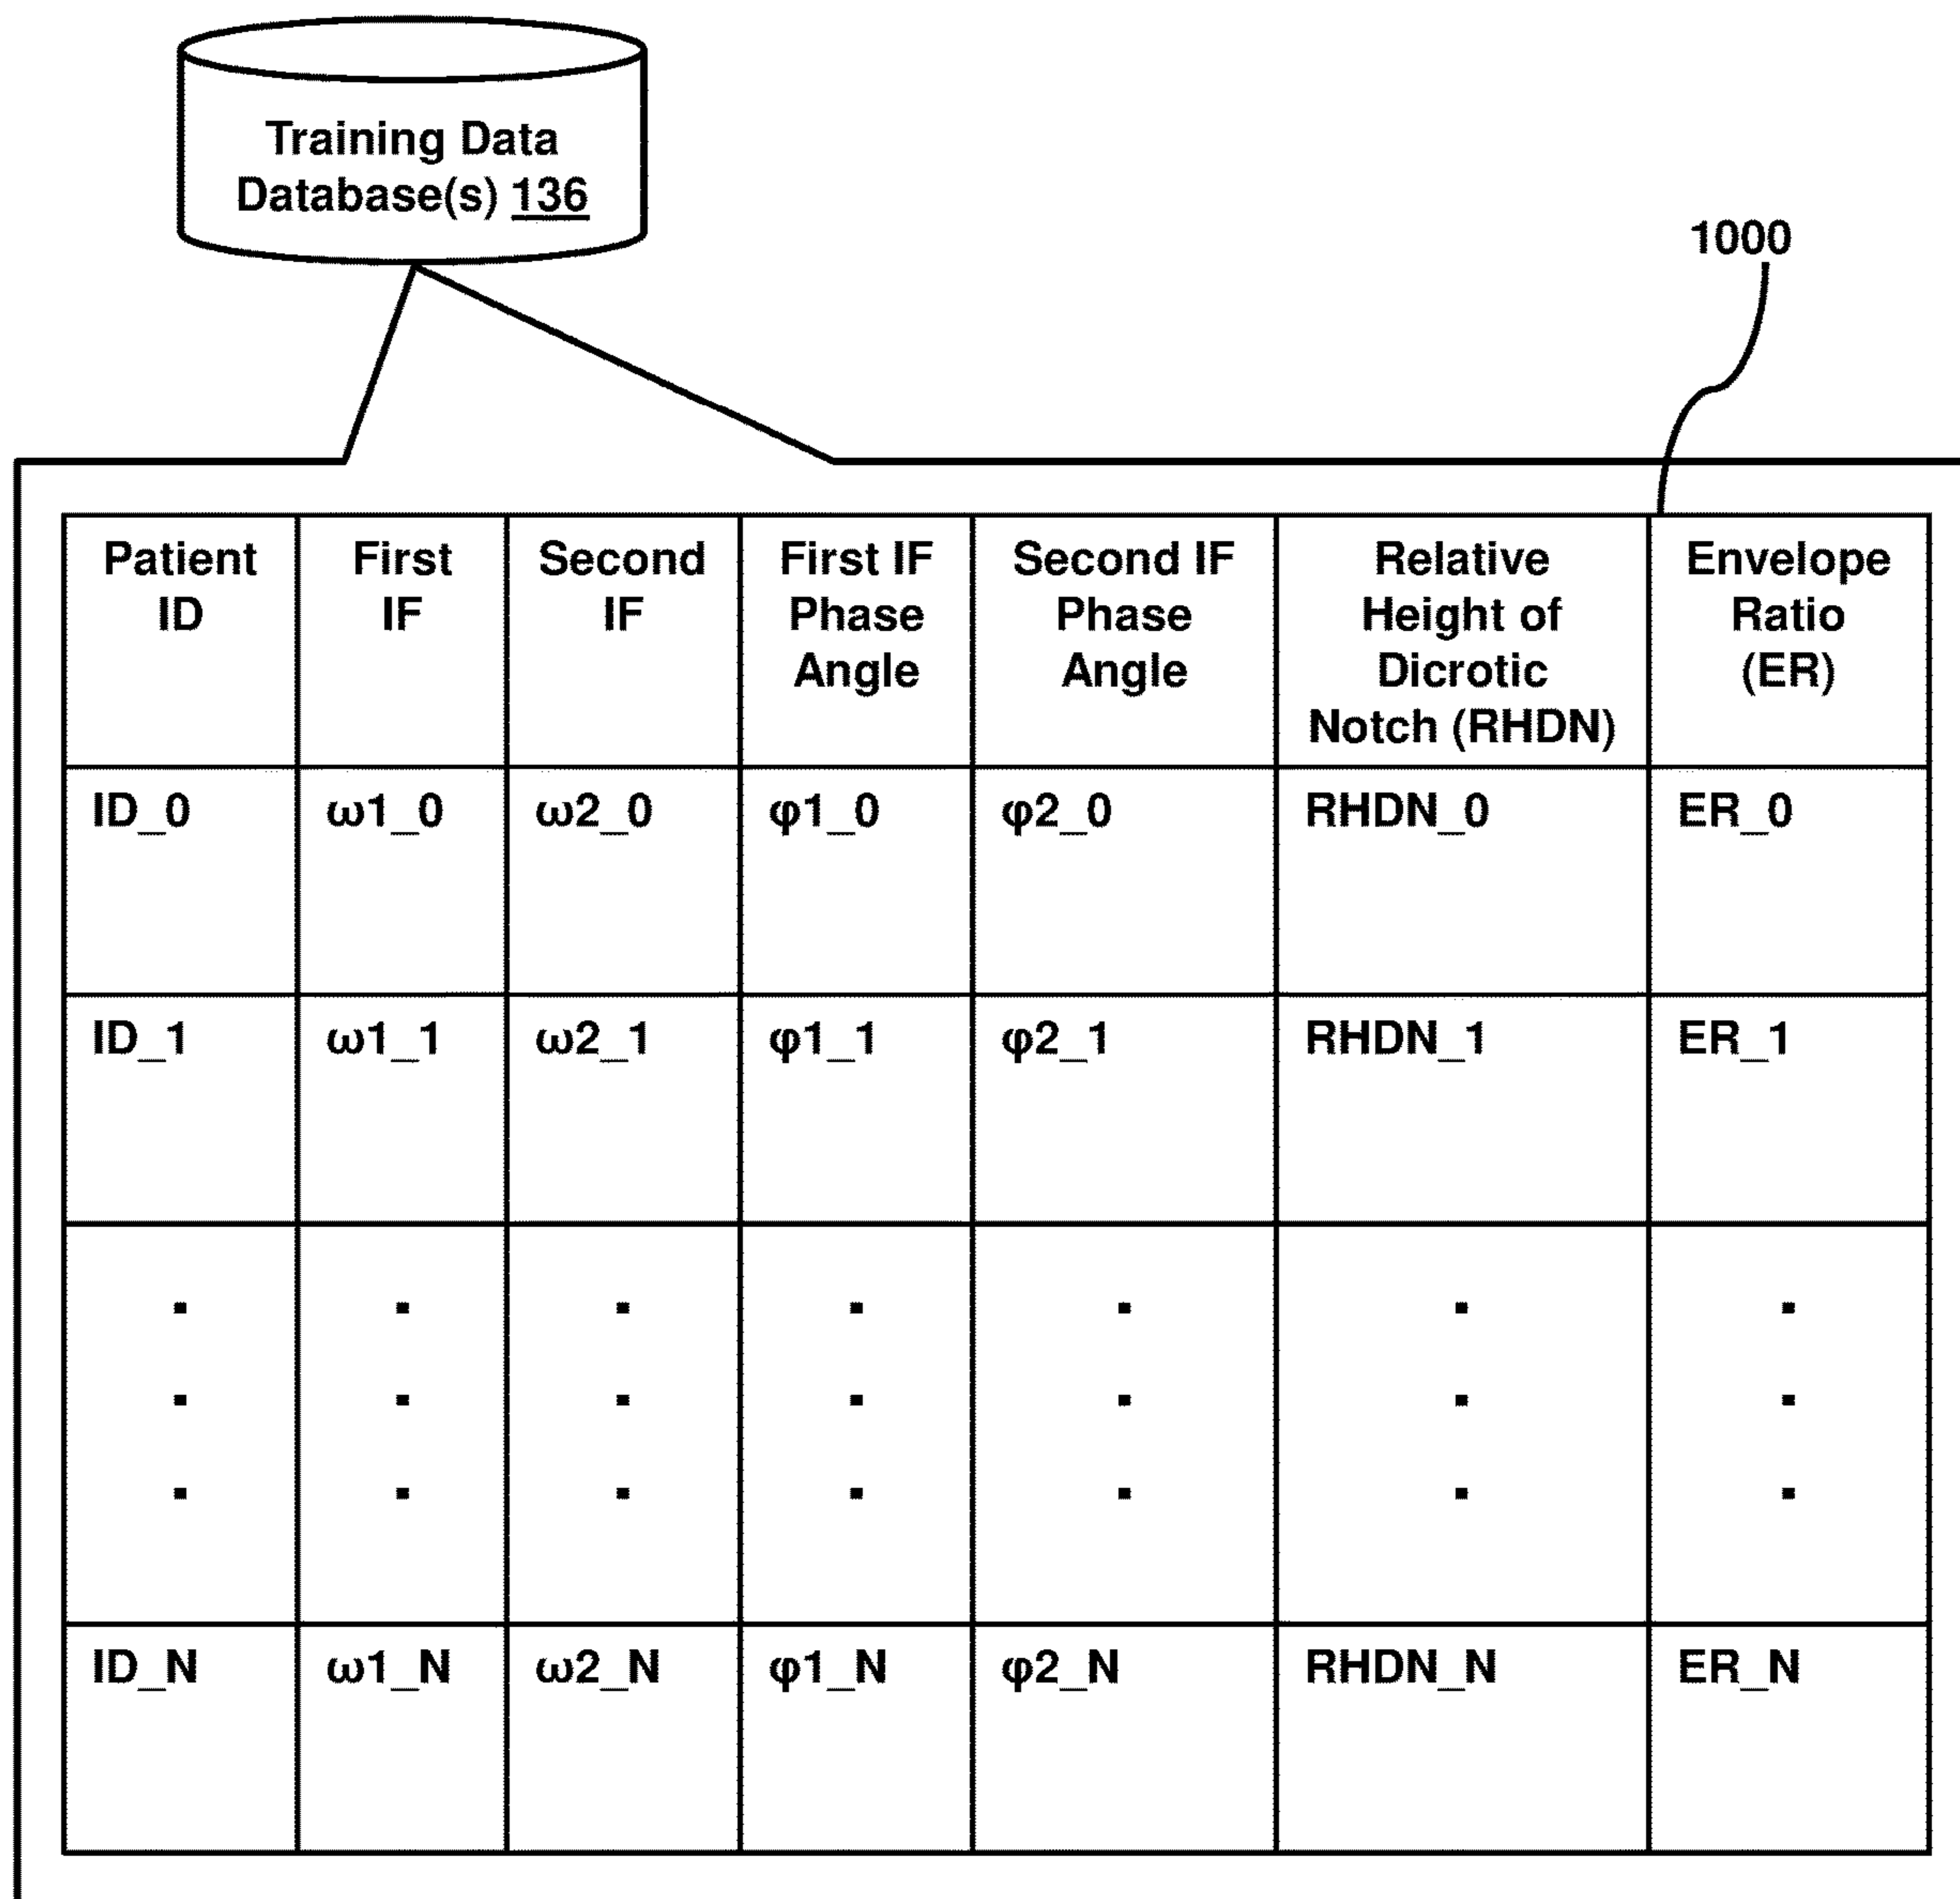 Training Data
Database(s) 136
1000
Patient ID
First IF
Second IF
First IF Phase Angle
Second IF Phase Angle
Relative Height of Dicrotic Notch (RHDN)
Envelope Ratio (ER)
ID_0 ω1_0 ω2_0 φ1_0 φ2_0 RHDN_0 ER_0
ID_1 ω1_1 ω2_1 φ1_1 φ2_1 RHDN_1 ER_1
. . . . . . .
. . . . . . .
. . . . . . .
ID_N ω1_N ω2_N φ1_N φ2_N RHDN_N ER_N